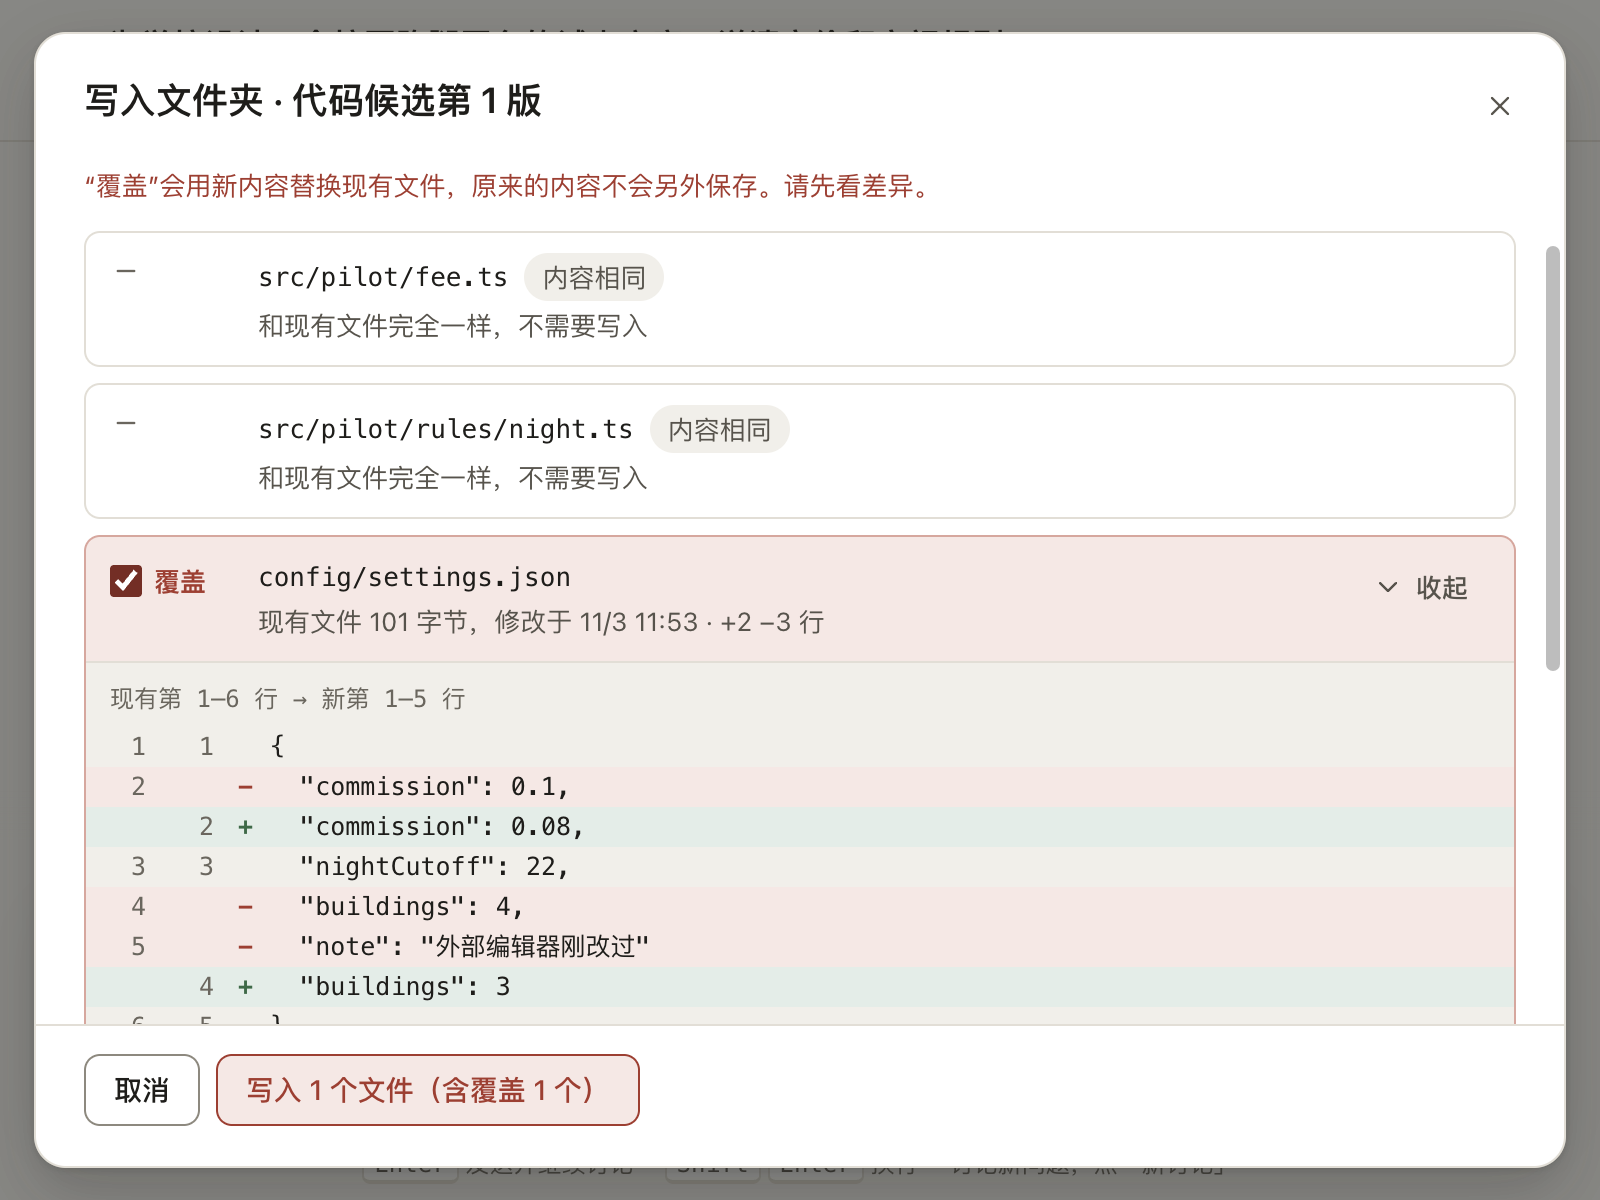 写入文件夹 · 代码候选第 1 版
“覆盖”会用新内容替换现有文件，原来的内容不会另外保存。请先看差异。
— src/pilot/fee.ts 内容相同
和现有文件完全一样，不需要写入
— src/pilot/rules/night.ts 内容相同
和现有文件完全一样，不需要写入
覆盖 config/settings.json 收起
现有文件 101 字节，修改于 11/3 11:53 · +2 −3 行
现有第 1–6 行 → 新第 1–5 行
1 1 {
2 − "commission": 0.1,
2 + "commission": 0.08,
3 3 "nightCutoff": 22,
4 − "buildings": 4,
5 − "note": "外部编辑器刚改过"
4 + "buildings": 3
6 5 }
取消 写入 1 个文件（含覆盖 1 个）